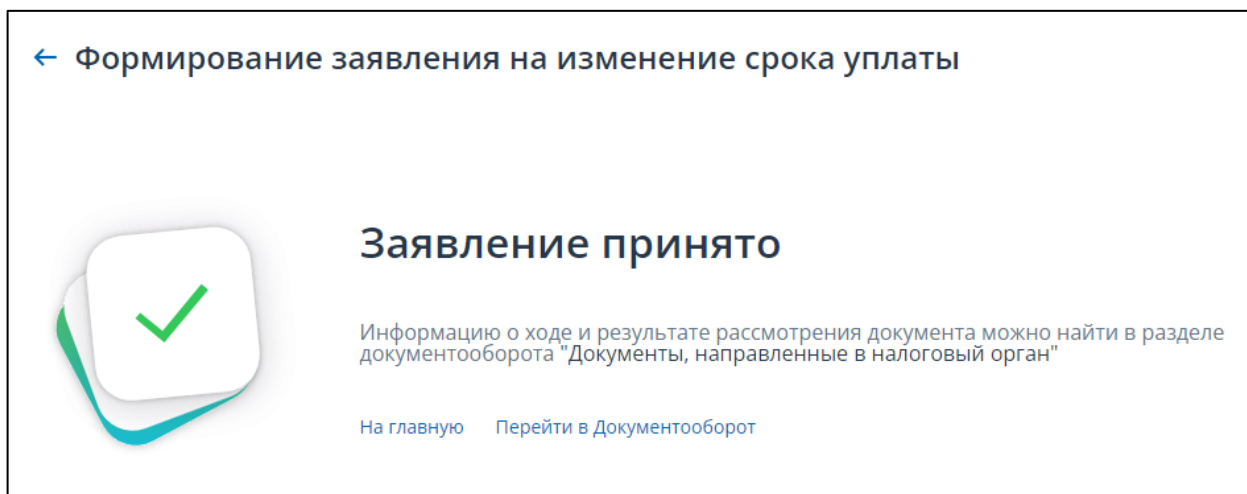 ← Формирование заявления на изменение срока уплаты
Заявление принято
Информацию о ходе и результате рассмотрения документа можно найти в разделе
документооборота "Документы, направленные в налоговый орган"
На главную Перейти в Документооборот